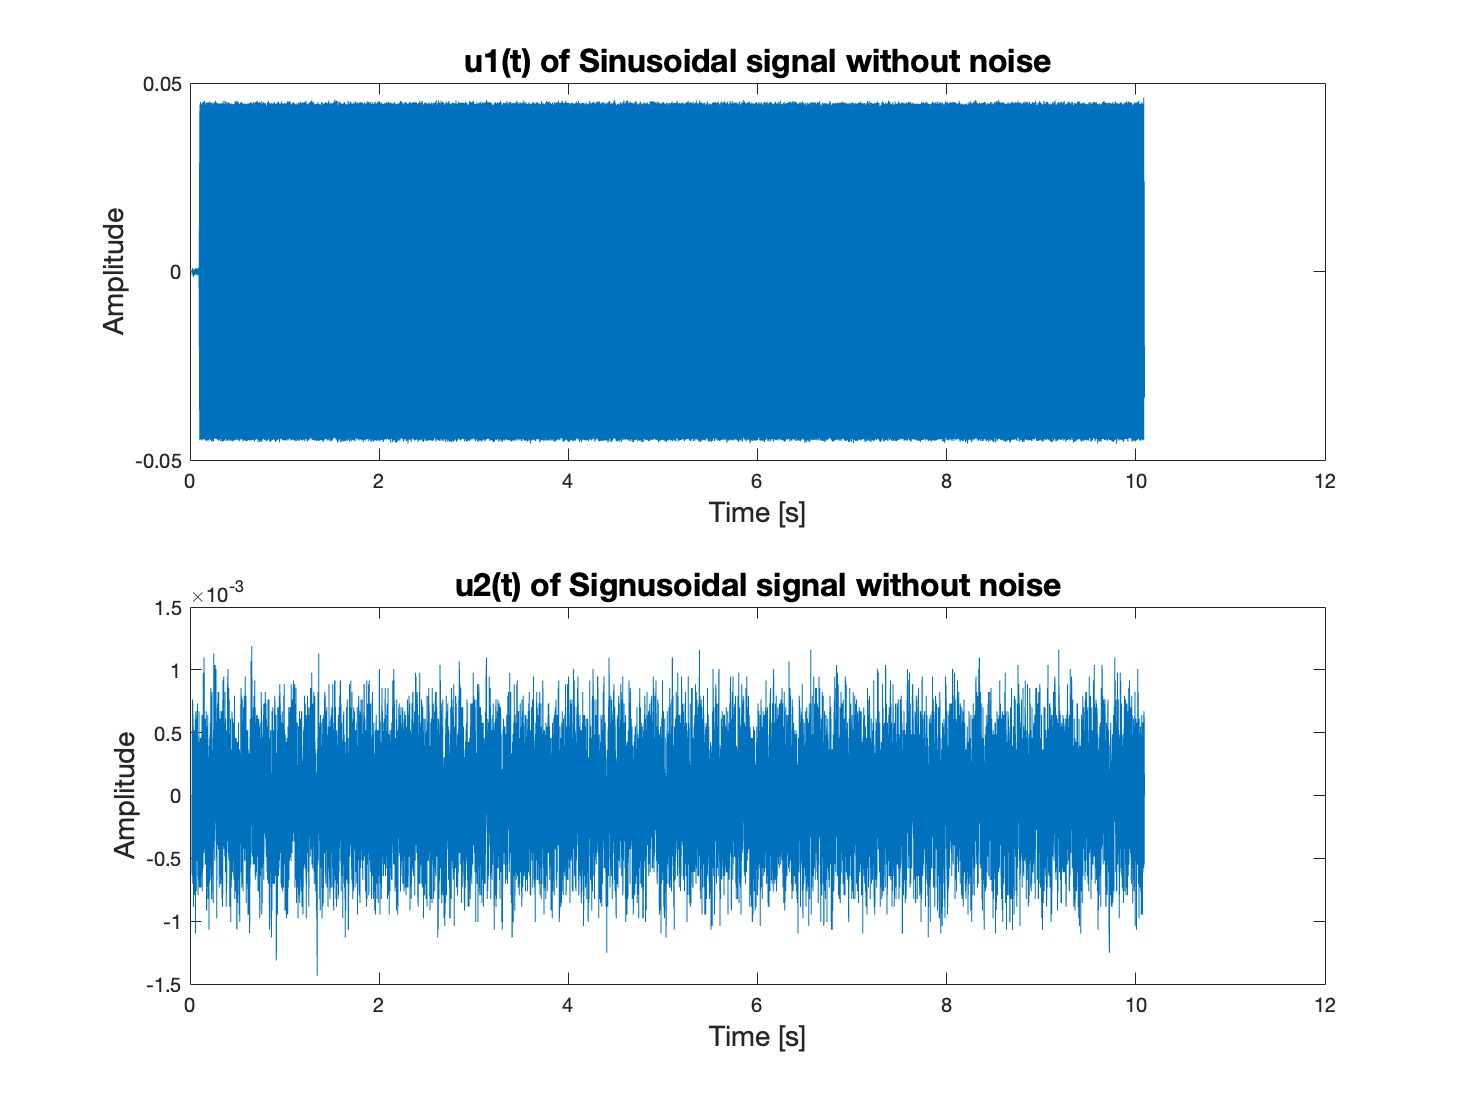 u1(t) of Sinusoidal signal without noise
0.05
0
-0.05
Amplitude
0 2 4 6 8 10 12
Time [s]
u2(t) of Signusoidal signal without noise
×10-3
1.5
1
0.5
0
-0.5
-1
-1.5
Amplitude
0 2 4 6 8 10 12
Time [s]